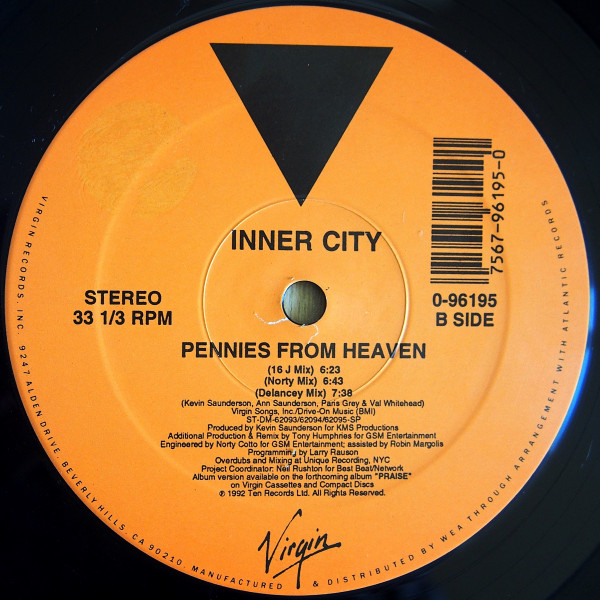 INNER CITY
7567-96195-0
STEREO
33 1/3 RPM
0-96195
B SIDE
PENNIES FROM HEAVEN
(16 J Mix) 6:23
(Norty Mix) 6:43
(Delancey Mix) 7:38
(Kevin Saunderson, Ann Saunderson, Paris Grey & Val Whitehead)
Virgin Songs, Inc./Drive-On Music (BMI)
ST-DM-62093/62094/62095-SP
Produced by Kevin Saunderson for KMS Productions
Additional Production & Remix by Tony Humphries for GSM Entertainment
Engineered by Norty Cotto for GSM Entertainment; assisted by Robin Margolis
Programming by Larry Rauson
Overdubs and Mixing at Unique Recording, NYC
Project Coordinator: Neil Rushton for Best Beat/Network
Album version available on the forthcoming album "PRAISE"
on Virgin Cassettes and Compact Discs
℗ 1992 Ten Records Ltd. All Rights Reserved.
Virgin
VIRGIN RECORDS, INC. 9247 ALDEN DRIVE, BEVERLY HILLS, CA 90210. MANUFACTURED & DISTRIBUTED BY WEA THROUGH ARRANGEMENT WITH ATLANTIC RECORDS